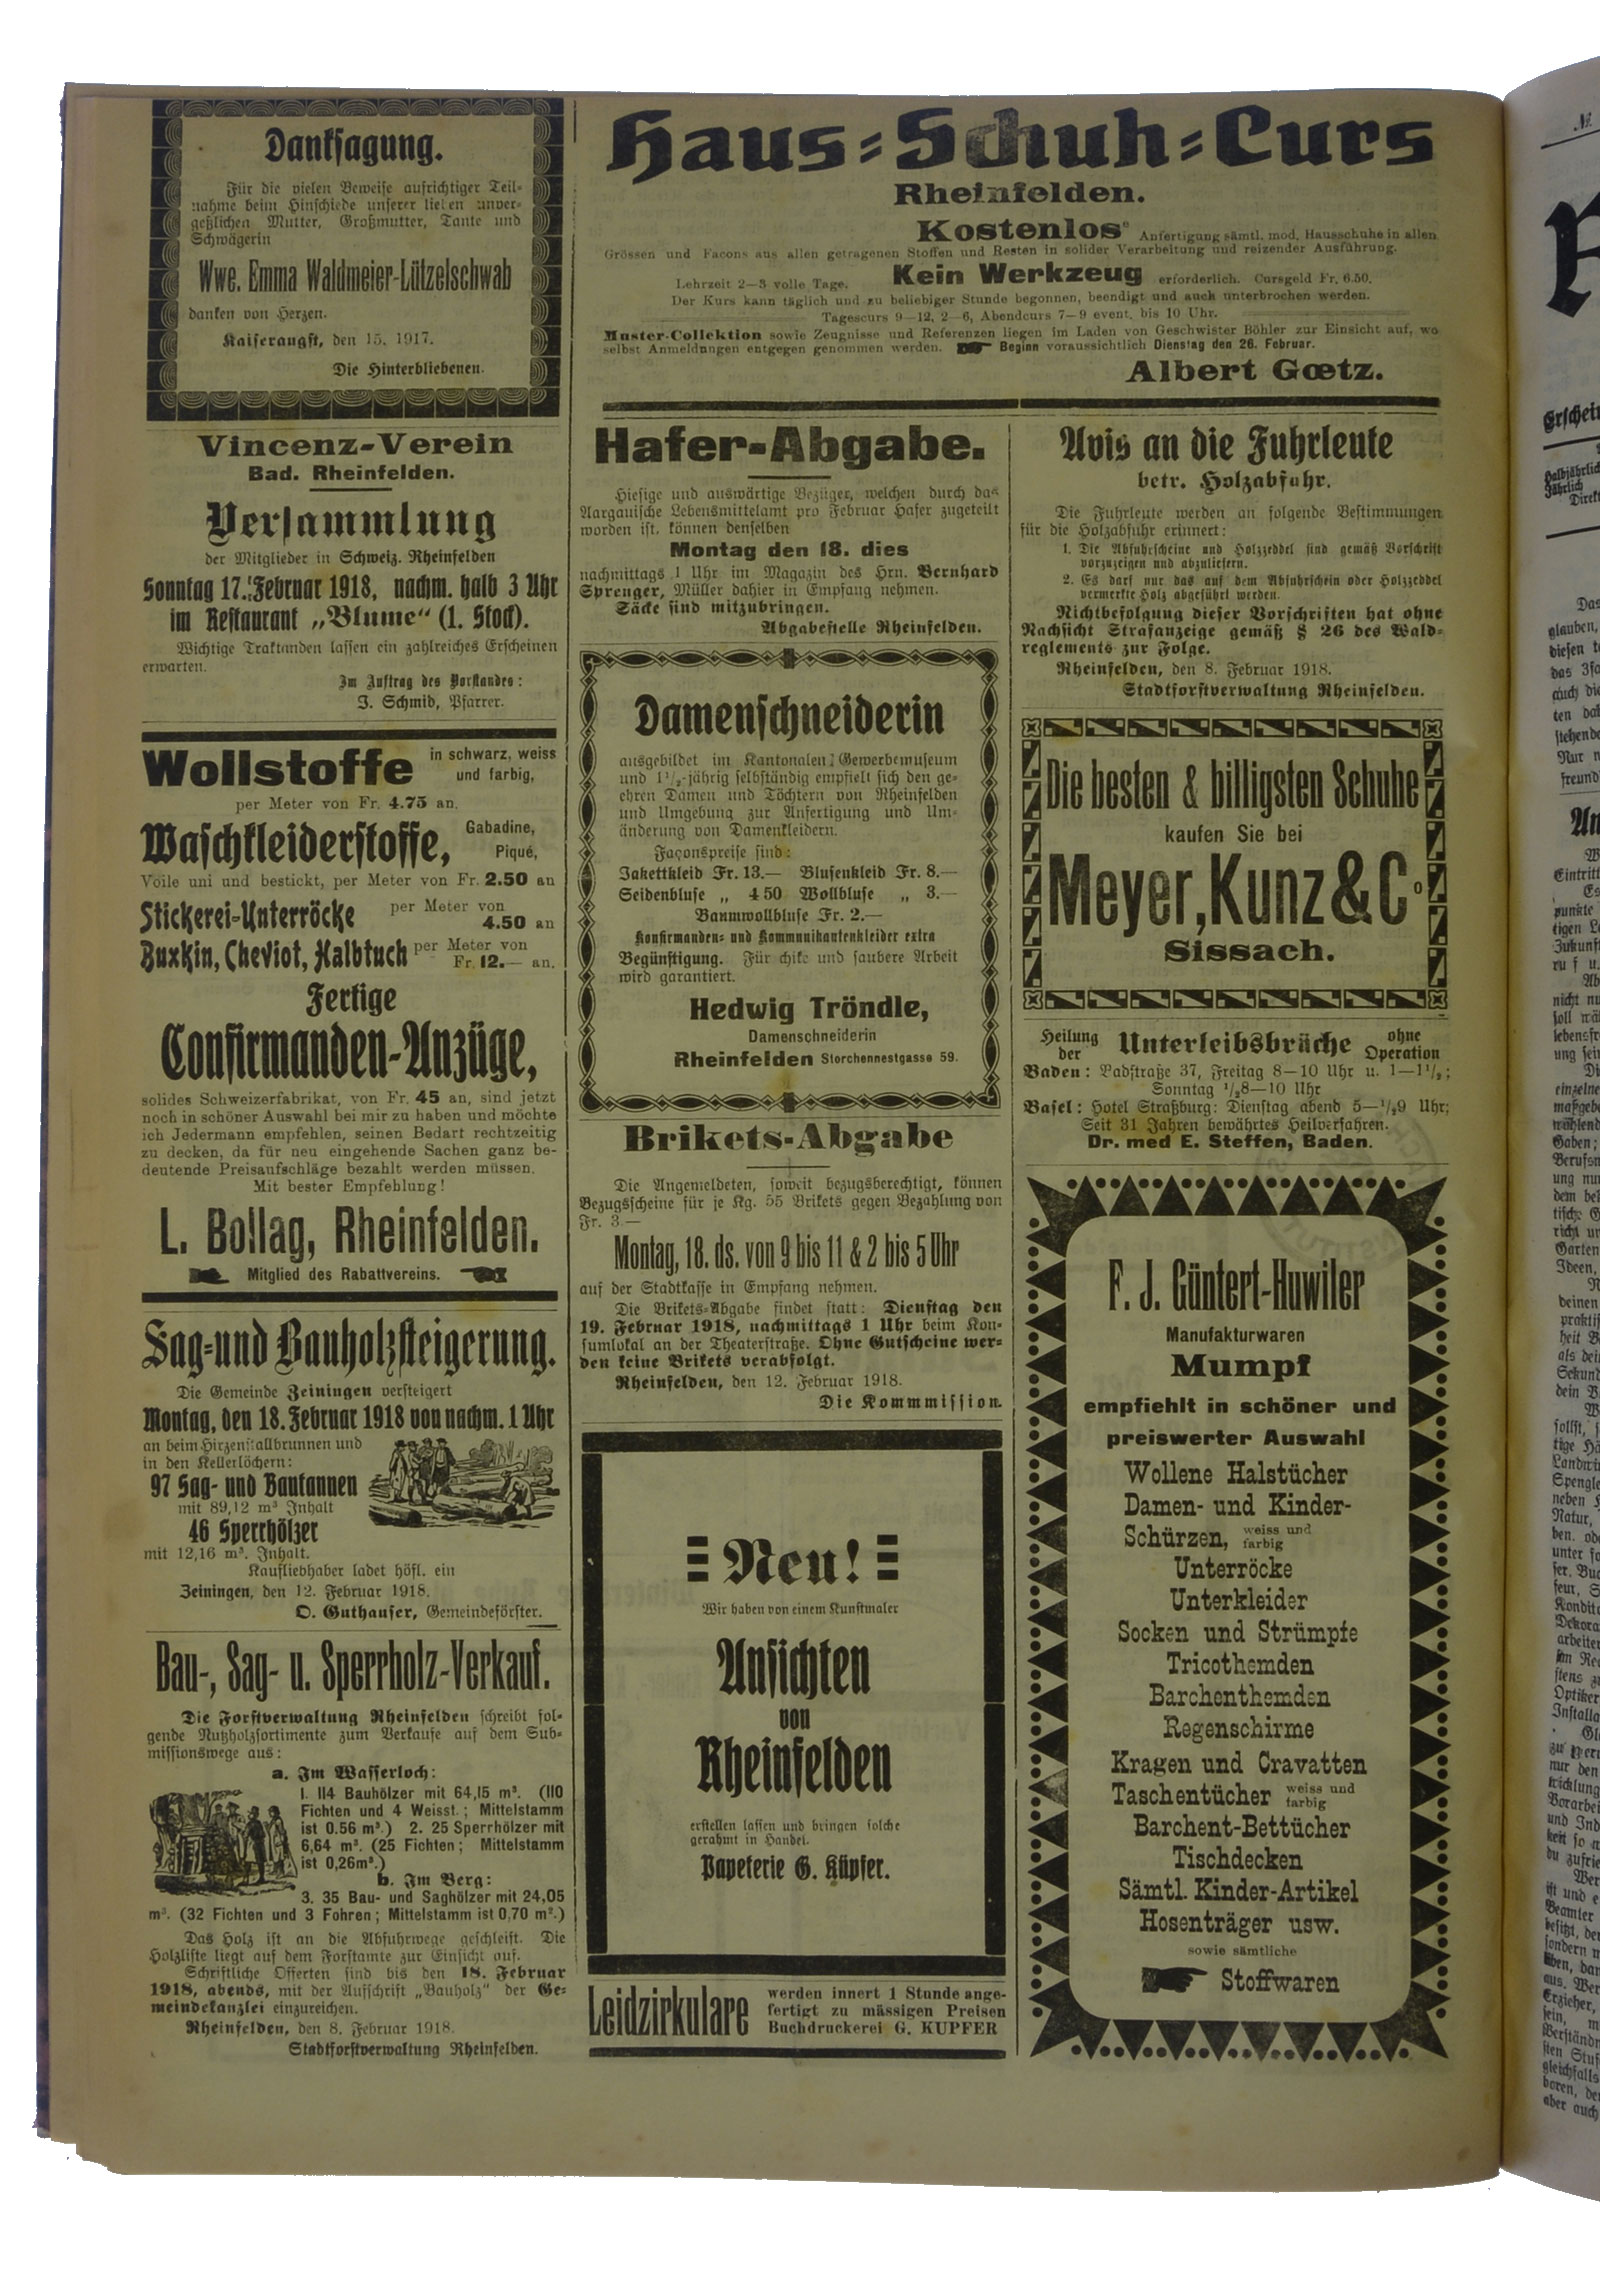 Danksagung.
Für die vielen Beweise aufrichtiger Teil-
nahme beim Hinschiede unserer lieben unver-
geßlichen Mutter, Großmutter, Tante und
Schwägerin
Wwe. Emma Waldmeier-Lützelschwab
danken von Herzen.
Kaiseraugst, den 15. 1917.
Die Hinterbliebenen.
Vincenz-Verein
Bad. Rheinfelden.
Versammlung
der Mitglieder in Schweiz. Rheinfelden
Sonntag 17. Februar 1918, nachm. halb 3 Uhr
im Restaurant „Blume“ (1. Stock).
Wichtige Traktanden lassen ein zahlreiches Erscheinen
erwarten.
Im Auftrag des Vorstandes:
J. Schmid, Pfarrer.
Wollstoffe in schwarz, weiss
und farbig,
per Meter von Fr. 4.75 an.
Waschkleiderstoffe, Gabadine,
Piqué,
Voile uni und bestickt, per Meter von Fr. 2.50 an
Stickerei-Unterröcke per Meter von
4.50 an
Buxkin, Cheviot, Halbtuch per Meter von
Fr. 12.— an.
Fertige
Confirmanden-Anzüge,
solides Schweizerfabrikat, von Fr. 45 an, sind jetzt
noch in schöner Auswahl bei mir zu haben und möchte
ich Jedermann empfehlen, seinen Bedart rechtzeitig
zu decken, da für neu eingehende Sachen ganz be-
deutende Preisaufschläge bezahlt werden müssen.
Mit bester Empfehlung!
L. Bollag, Rheinfelden.
Mitglied des Rabattvereins.
Sag- und Bauholzsteigerung.
Die Gemeinde Zeiningen versteigert
Montag, den 18. Februar 1918 von nachm. 1 Uhr
an beim Hirzenstallbrunnen und
in den Kellerlöchern:
97 Sag- und Bautannen
mit 89,12 m³ Inhalt
46 Sperrhölzer
mit 12,16 m³. Inhalt.
Kaufliebhaber ladet höfl. ein
Zeiningen, den 12. Februar 1918.
O. Guthauser, Gemeindeförster.
Bau-, Sag- u. Sperrholz-Verkauf.
Die Forstverwaltung Rheinfelden schreibt fol-
gende Nutzholzsortimente zum Verkaufe auf dem Sub-
missionswege aus:
a. Im Wasserloch:
1. 114 Bauhölzer mit 64,15 m³. (110
Fichten und 4 Weisst.; Mittelstamm
ist 0.56 m³.) 2. 25 Sperrhölzer mit
6,64 m³. (25 Fichten; Mittelstamm
ist 0,26m³.)
b. Im Berg:
3. 35 Bau- und Saghölzer mit 24,05
m³. (32 Fichten und 3 Fohren; Mittelstamm ist 0,70 m³.)
Das Holz ist an die Abfuhrwege geschleift. Die
Holzliste liegt auf dem Forstamte zur Einsicht auf.
Schriftliche Offerten sind bis den 18. Februar
1918, abends, mit der Aufschrift „Bauholz“ der Ge-
meindekanzlei einzureichen.
Rheinfelden, den 8. Februar 1918.
Stadtforstverwaltung Rheinfelden.
Haus-Schuh-Curs
Rheinfelden.
Kostenlose Anfertigung sämtl. mod. Hausschuhe in allen
Grössen und Facons aus allen getragenen Stoffen und Resten in solider Verarbeitung und reizender Ausführung.
Lehrzeit 2—3 volle Tage. Kein Werkzeug erforderlich. Cursgeld Fr. 6.50.
Der Kurs kann täglich und zu beliebiger Stunde begonnen, beendigt und auch unterbrochen werden.
Tagescurs 9—12, 2—6, Abendcurs 7—9 event. bis 10 Uhr.
Muster-Collektion sowie Zeugnisse und Referenzen liegen im Laden von Geschwister Böhler zur Einsicht auf, wo
selbst Anmeldungen entgegen genommen werden. Beginn voraussichtlich Dienstag den 26. Februar.
Albert Gœtz.
Hafer-Abgabe.
Hiesige und auswärtige Bezüger, welchen durch das
Aargauische Lebensmittelamt pro Februar Hafer zugeteilt
worden ist, können denselben
Montag den 18. dies
nachmittags 1 Uhr im Magazin des Hrn. Bernhard
Sprenger, Müller dahier in Empfang nehmen.
Säcke sind mitzubringen.
Abgabestelle Rheinfelden.
Damenschneiderin
ausgebildet im Kantonalen Gewerbemuseum
und 1½-jährig selbständig empfielt sich den ge-
ehren Damen und Töchtern von Rheinfelden
und Umgebung zur Anfertigung und Um-
änderung von Damenkleidern.
Façonspreise sind:
Jakettkleid Fr. 13.— Blusenkleid Fr. 8.—
Seidenbluse „ 4 50 Wollbluse „ 3.—
Baumwollbluse Fr. 2.—
Konfirmanden- und Kommunikantenkleider extra
Begünstigung. Für chike und saubere Arbeit
wird garantiert.
Hedwig Tröndle,
Damenschneiderin
Rheinfelden Storchennestgasse 59.
Brikets-Abgabe
Die Angemeldeten, soweit bezugsberechtigt, können
Bezugsscheine für je Kg. 55 Brikets gegen Bezahlung von
Fr. 3.—
Montag, 18. ds. von 9 bis 11 & 2 bis 5 Uhr
auf der Stadtkasse in Empfang nehmen.
Die Brikets-Abgabe findet statt: Dienstag den
19. Februar 1918, nachmittags 1 Uhr beim Kon-
sumlokal an der Theaterstraße. Ohne Gutscheine wer-
den keine Brikets verabfolgt.
Rheinfelden, den 12. Februar 1918.
Die Kommmission.
Neu!
Wir haben von einem Kunstmaler
Ansichten
von
Rheinfelden
erstellen lassen und bringen solche
gerahmt in Handel.
Papeterie G. Küpfer.
Leidzirkulare werden innert 1 Stunde ange-
fertigt zu mässigen Preisen
Buchdruckerei G. KUPFER
Avis an die Fuhrleute
betr. Holzabfuhr.
Die Fuhrleute werden an folgende Bestimmungen
für die Holzabfuhr erinnert:
1. Die Abfuhrscheine und Holzzeddel sind gemäß Vorschrift
vorzuzeigen und abzuliefern.
2. Es darf nur das auf dem Abfuhrschein oder Holzzeddel
vermerkte Holz abgeführt werden.
Nichtbefolgung dieser Vorschriften hat ohne
Nachsicht Strafanzeige gemäß § 26 des Wald-
reglements zur Folge.
Rheinfelden, den 8. Februar 1918.
Stadtforstverwaltung Rheinfelden.
Die besten & billigsten Schuhe
kaufen Sie bei
Meyer, Kunz & Co
Sissach.
Heilung der Unterleibsbrüche ohne Operation
Baden: Badstraße 37, Freitag 8—10 Uhr u. 1—1½;
Sonntag ½8—10 Uhr
Basel: Hotel Straßburg: Dienstag abend 5—½9 Uhr;
Seit 31 Jahren bewährtes Heilverfahren.
Dr. med E. Steffen, Baden.
F. J. Güntert-Huwiler
Manufakturwaren
Mumpf
empfiehlt in schöner und
preiswerter Auswahl
Wollene Halstücher
Damen- und Kinder-
Schürzen, weiss und farbig
Unterröcke
Unterkleider
Socken und Strümpfe
Tricothemden
Barchenthemden
Regenschirme
Kragen und Cravatten
Taschentücher weiss und farbig
Barchent-Bettücher
Tischdecken
Sämtl. Kinder-Artikel
Hosenträger usw.
sowie sämtliche
Stoffwaren